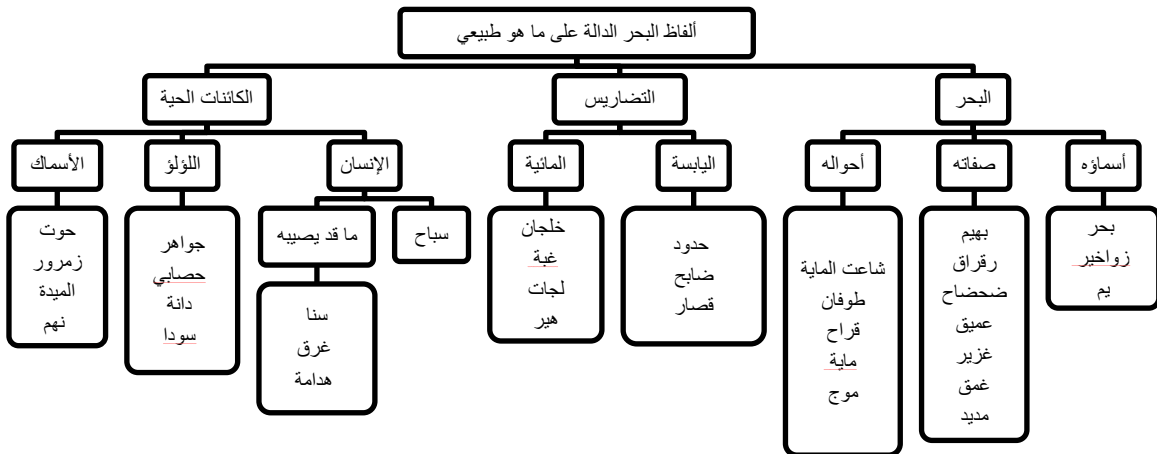 ألفاظ البحر الدالة على ما هو طبيعي
البحر
التضاريس
الكائنات الحية
أسماؤه
صفاته
أحواله
اليابسة
المائية
الإنسان
اللؤلؤ
الأسماك
بحر
زواخير
يم
بهيم
رقراق
ضحضاح
عميق
غزير
غمق
مديد
شاعت الماية
طوفان
قراح
ماية
موج
حدود
ضابح
قصار
خلجان
غبة
لجات
هير
سباح
ما قد يصيبه
سنا
غرق
هدامة
جواهر
حصابي
دانة
سودا
حوت
زمرور
الميدة
نهم